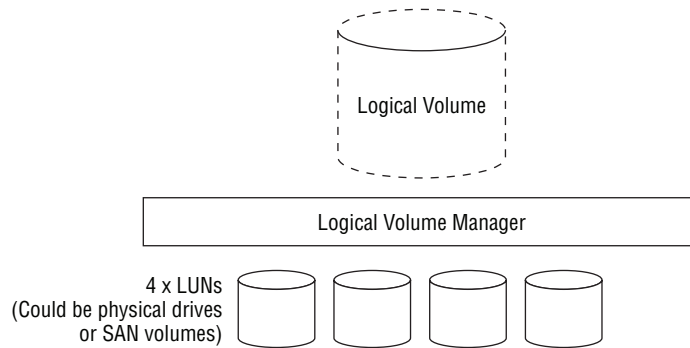 Logical Volume
Logical Volume Manager
4 x LUNs
(Could be physical drives
or SAN volumes)